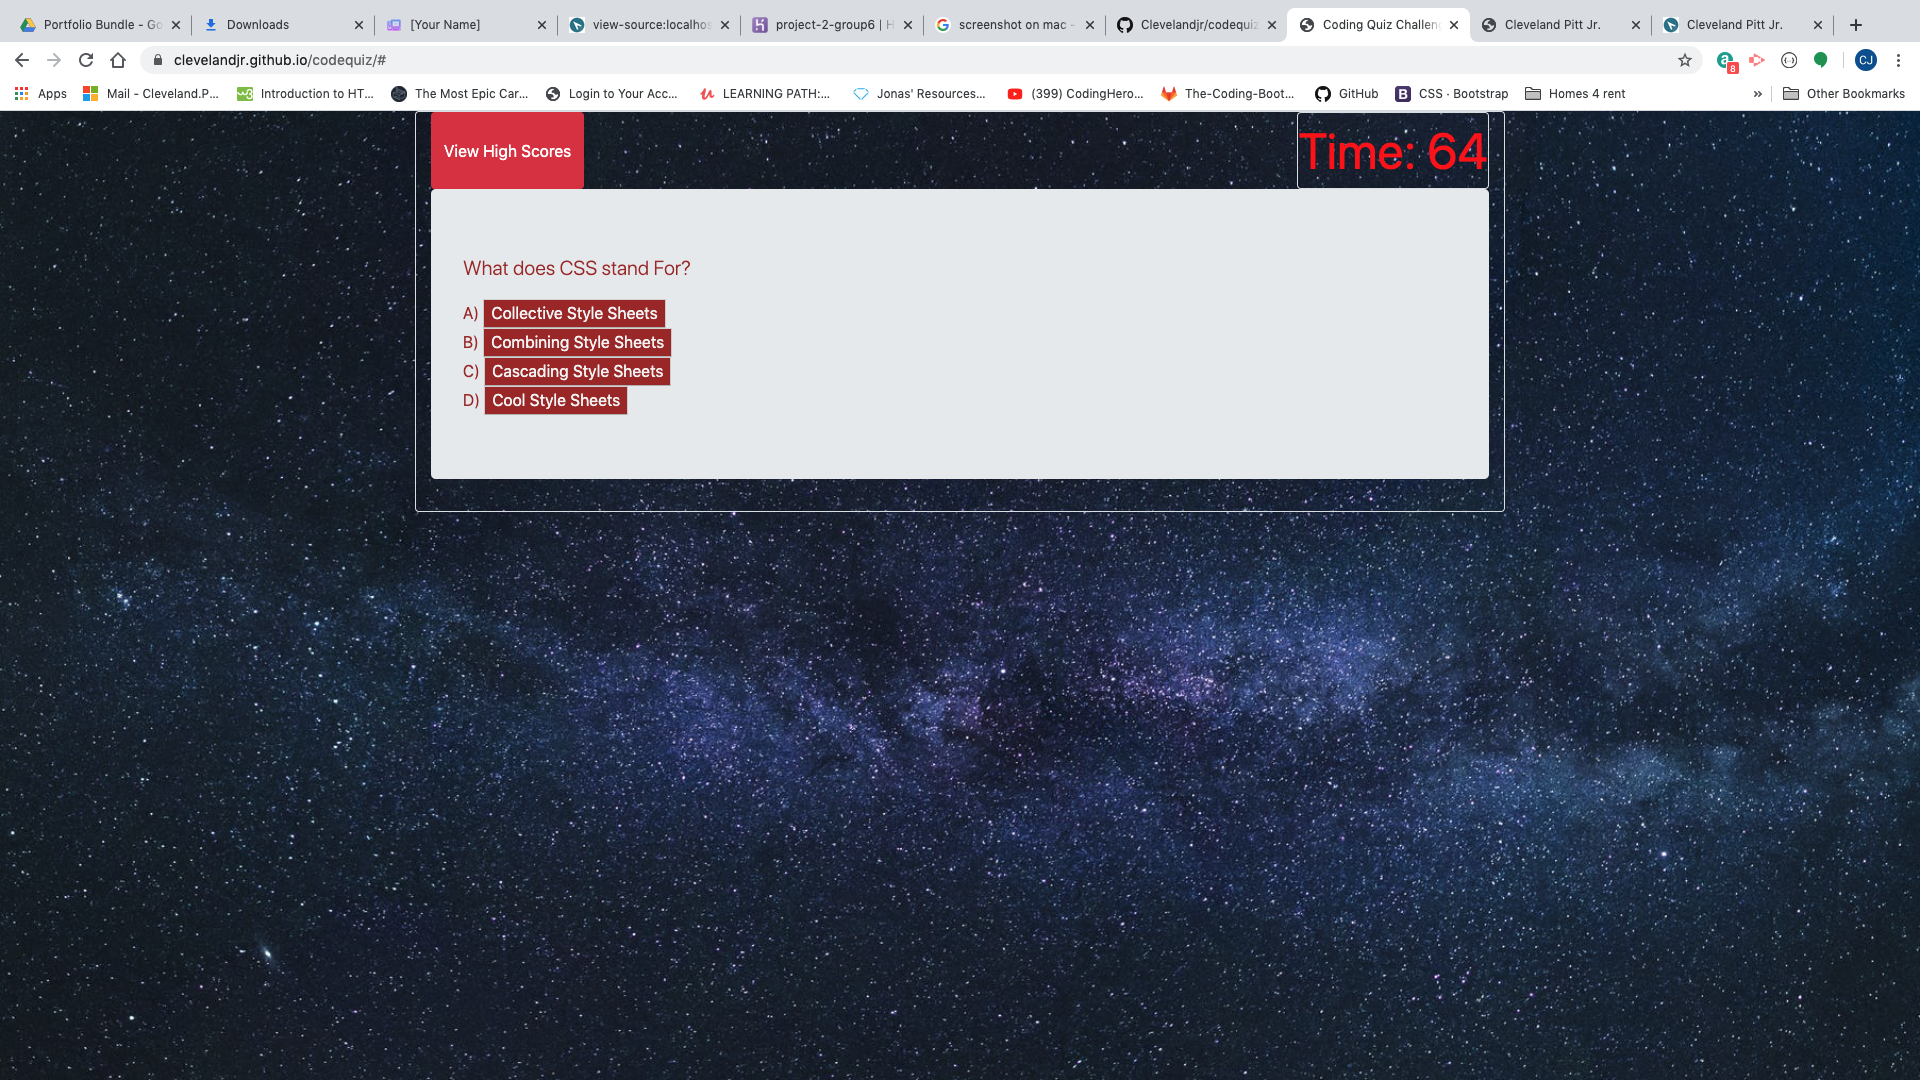 Portfolio Bundle - Go
Downloads
[Your Name]
view-source:localhos
project-2-group6 | H
screenshot on mac -
Clevelandjr/codequiz
Coding Quiz Challen
Cleveland Pitt Jr.
Cleveland Pitt Jr.
clevelandjr.github.io/codequiz/#
8
CJ
Apps
Mail - Cleveland.P...
Introduction to HT...
The Most Epic Car...
Login to Your Acc...
LEARNING PATH:...
Jonas' Resources...
(399) CodingHero...
The-Coding-Boot...
GitHub
CSS · Bootstrap
Homes 4 rent
»
Other Bookmarks
View High Scores
Time: 64
What does CSS stand For?
A) Collective Style Sheets
B) Combining Style Sheets
C) Cascading Style Sheets
D) Cool Style Sheets